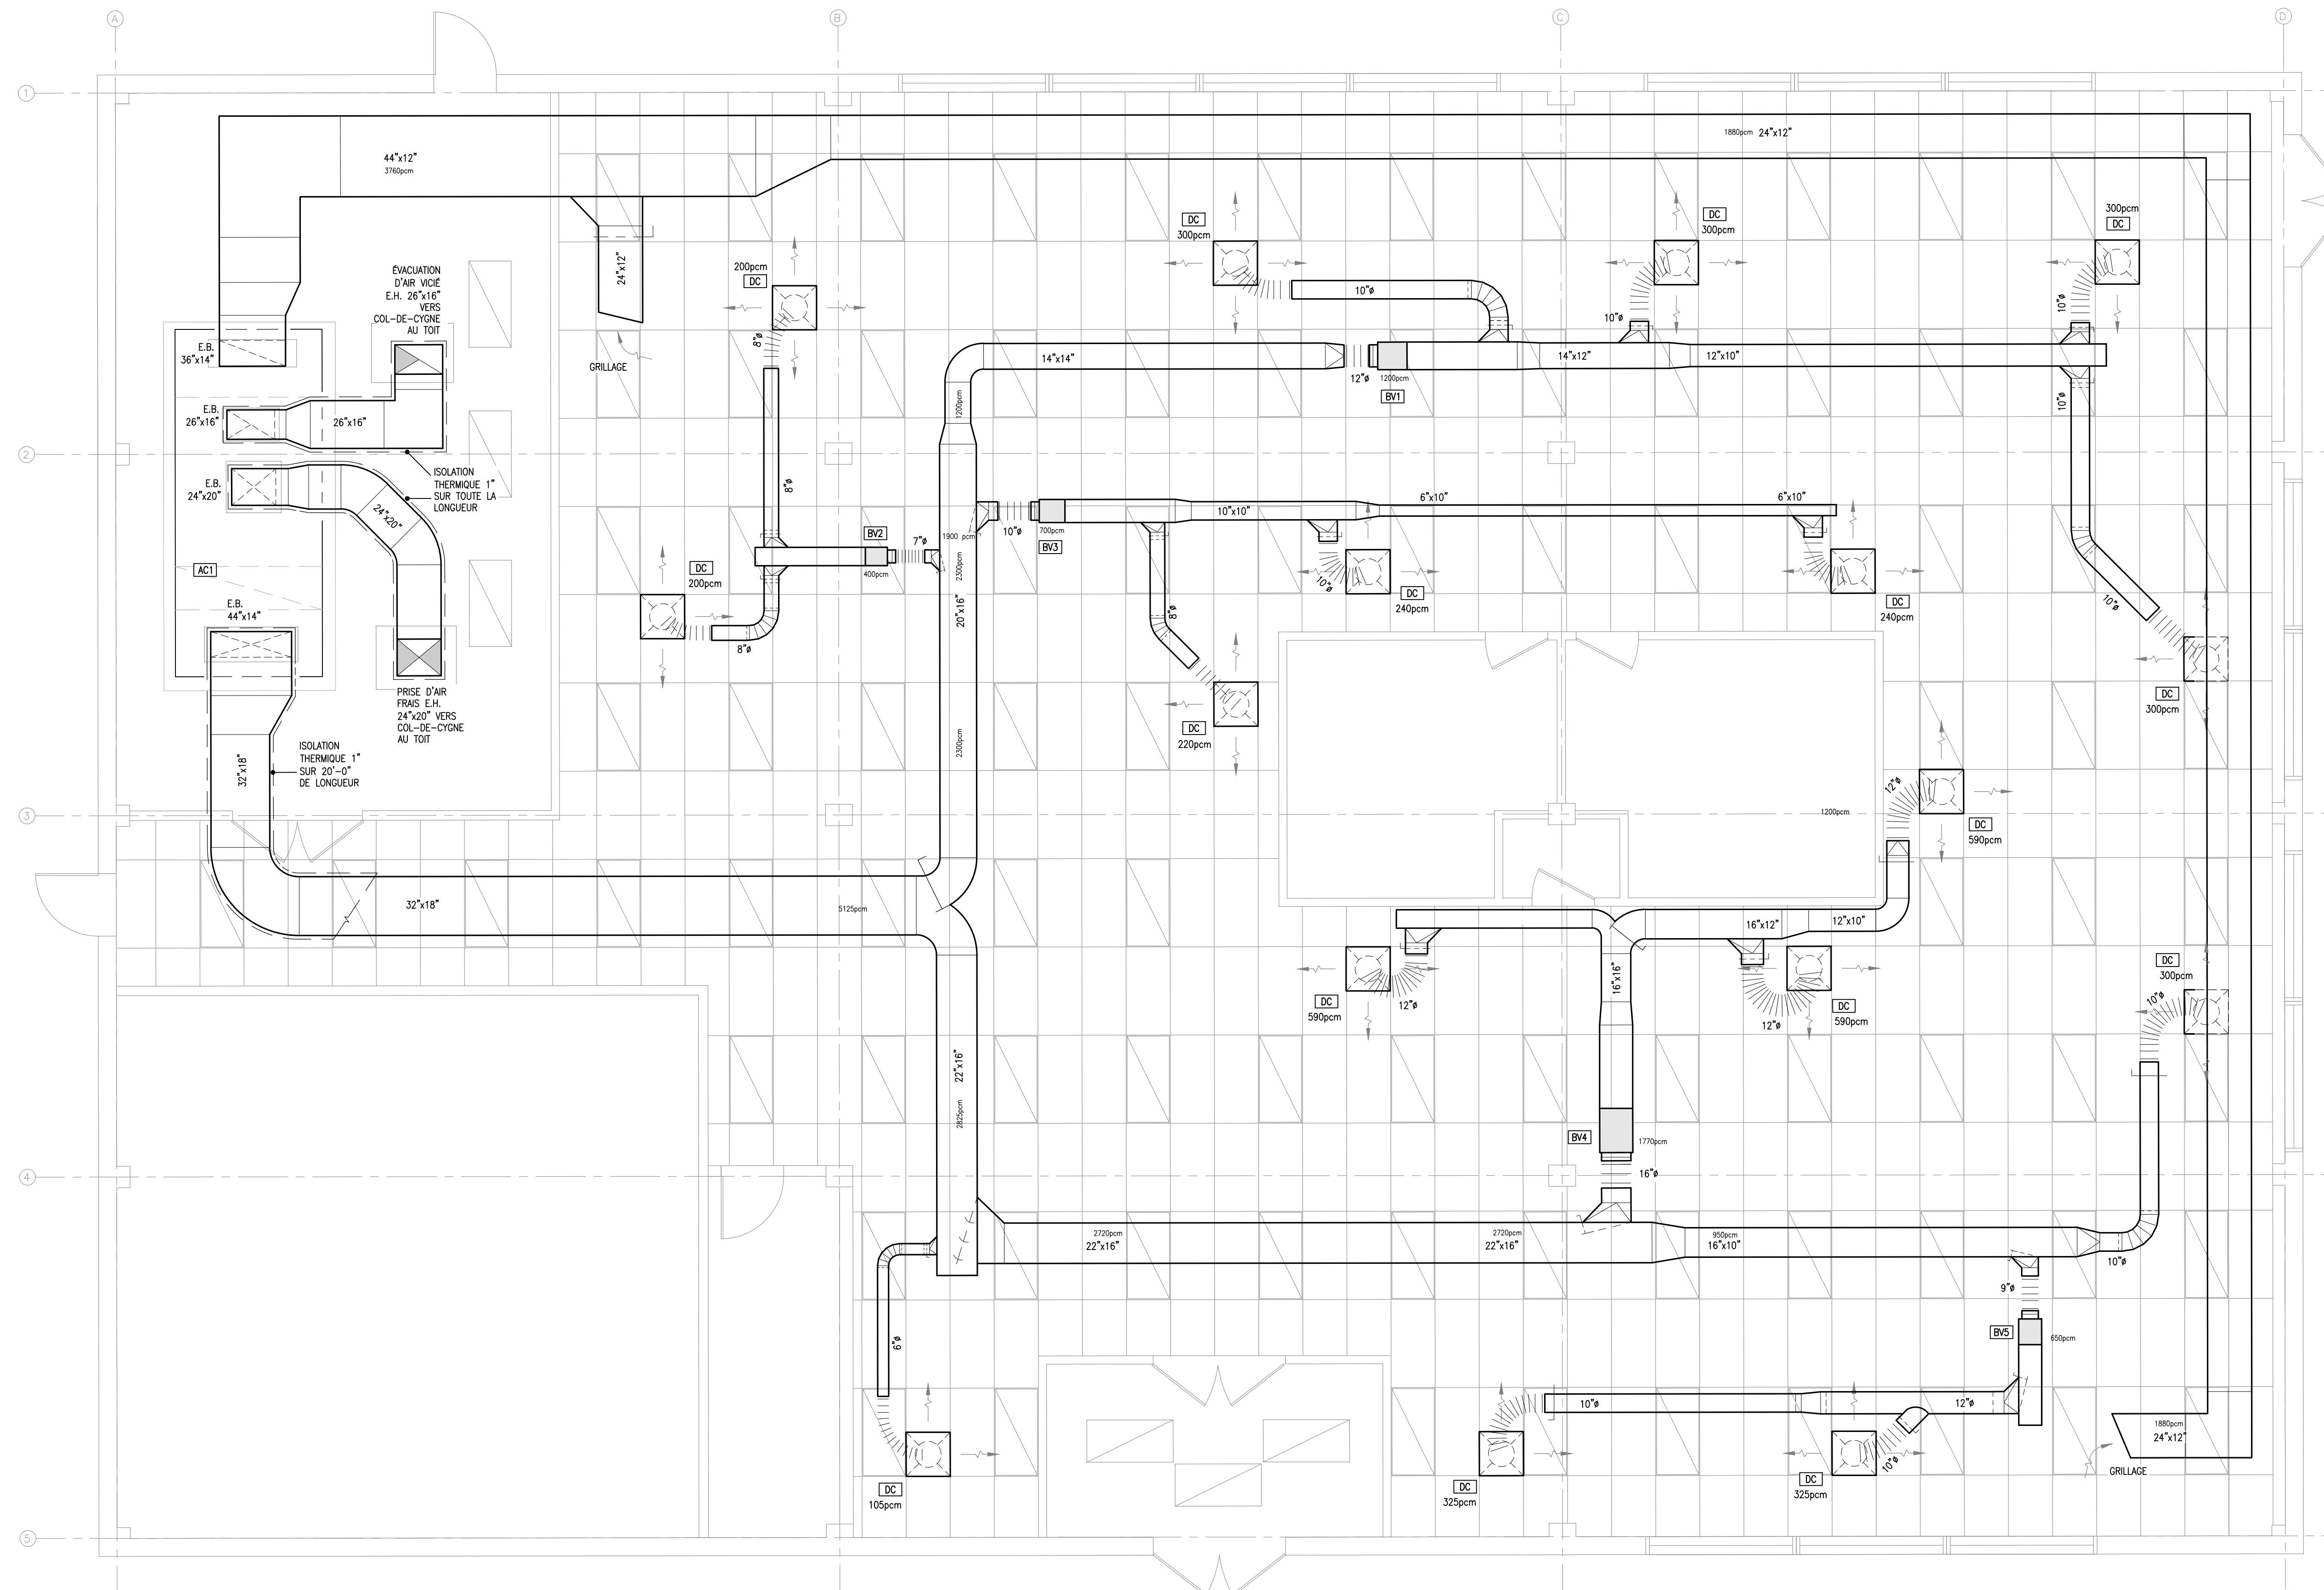 A
B
C
D
1
1880pcm 24"x12"
44"x12"
3760pcm
DC
300pcm
DC
300pcm
300pcm
DC
24"x12"
ÉVACUATION
D'AIR VICIÉ
E.H. 26"x16"
VERS
COL-DE-CYGNE
AU TOIT
200pcm
DC
10"ø
10"ø
10"ø
E.B.
36"x14"
GRILLAGE
8"ø
14"x14"
12"ø
1200pcm
BV1
14"x12"
12"x10"
E.B.
26"x16"
26"x16"
1200pcm
10"ø
2
ISOLATION
THERMIQUE 1"
SUR TOUTE LA
LONGUEUR
E.B.
24"x20"
24"x20"
8"ø
6"x10"
6"x10"
10"x10"
BV2
7"ø
400pcm
1900 pcm
10"ø
700pcm
BV3
2300pcm
AC1
DC
200pcm
20"x16"
10"ø
DC
240pcm
DC
240pcm
10"ø
E.B.
44"x14"
8"ø
8"ø
PRISE D'AIR
FRAIS E.H.
24"x20" VERS
COL-DE-CYGNE
AU TOIT
DC
300pcm
DC
220pcm
2300pcm
ISOLATION
THERMIQUE 1"
SUR 20'-0"
DE LONGUEUR
32"x18"
12"ø
3
1200pcm
DC
590pcm
32"x18"
5125pcm
16"x12"
12"x10"
16"x16"
DC
590pcm
12"ø
12"ø
DC
590pcm
DC
300pcm
10"ø
22"x16"
2825pcm
BV4
1770pcm
4
16"ø
2720pcm
22"x16"
2720pcm
22"x16"
950pcm
16"x10"
10"ø
9"ø
6"ø
BV5
650pcm
10"ø
12"ø
1880pcm
24"x12"
GRILLAGE
10"ø
DC
105pcm
DC
325pcm
DC
325pcm
5